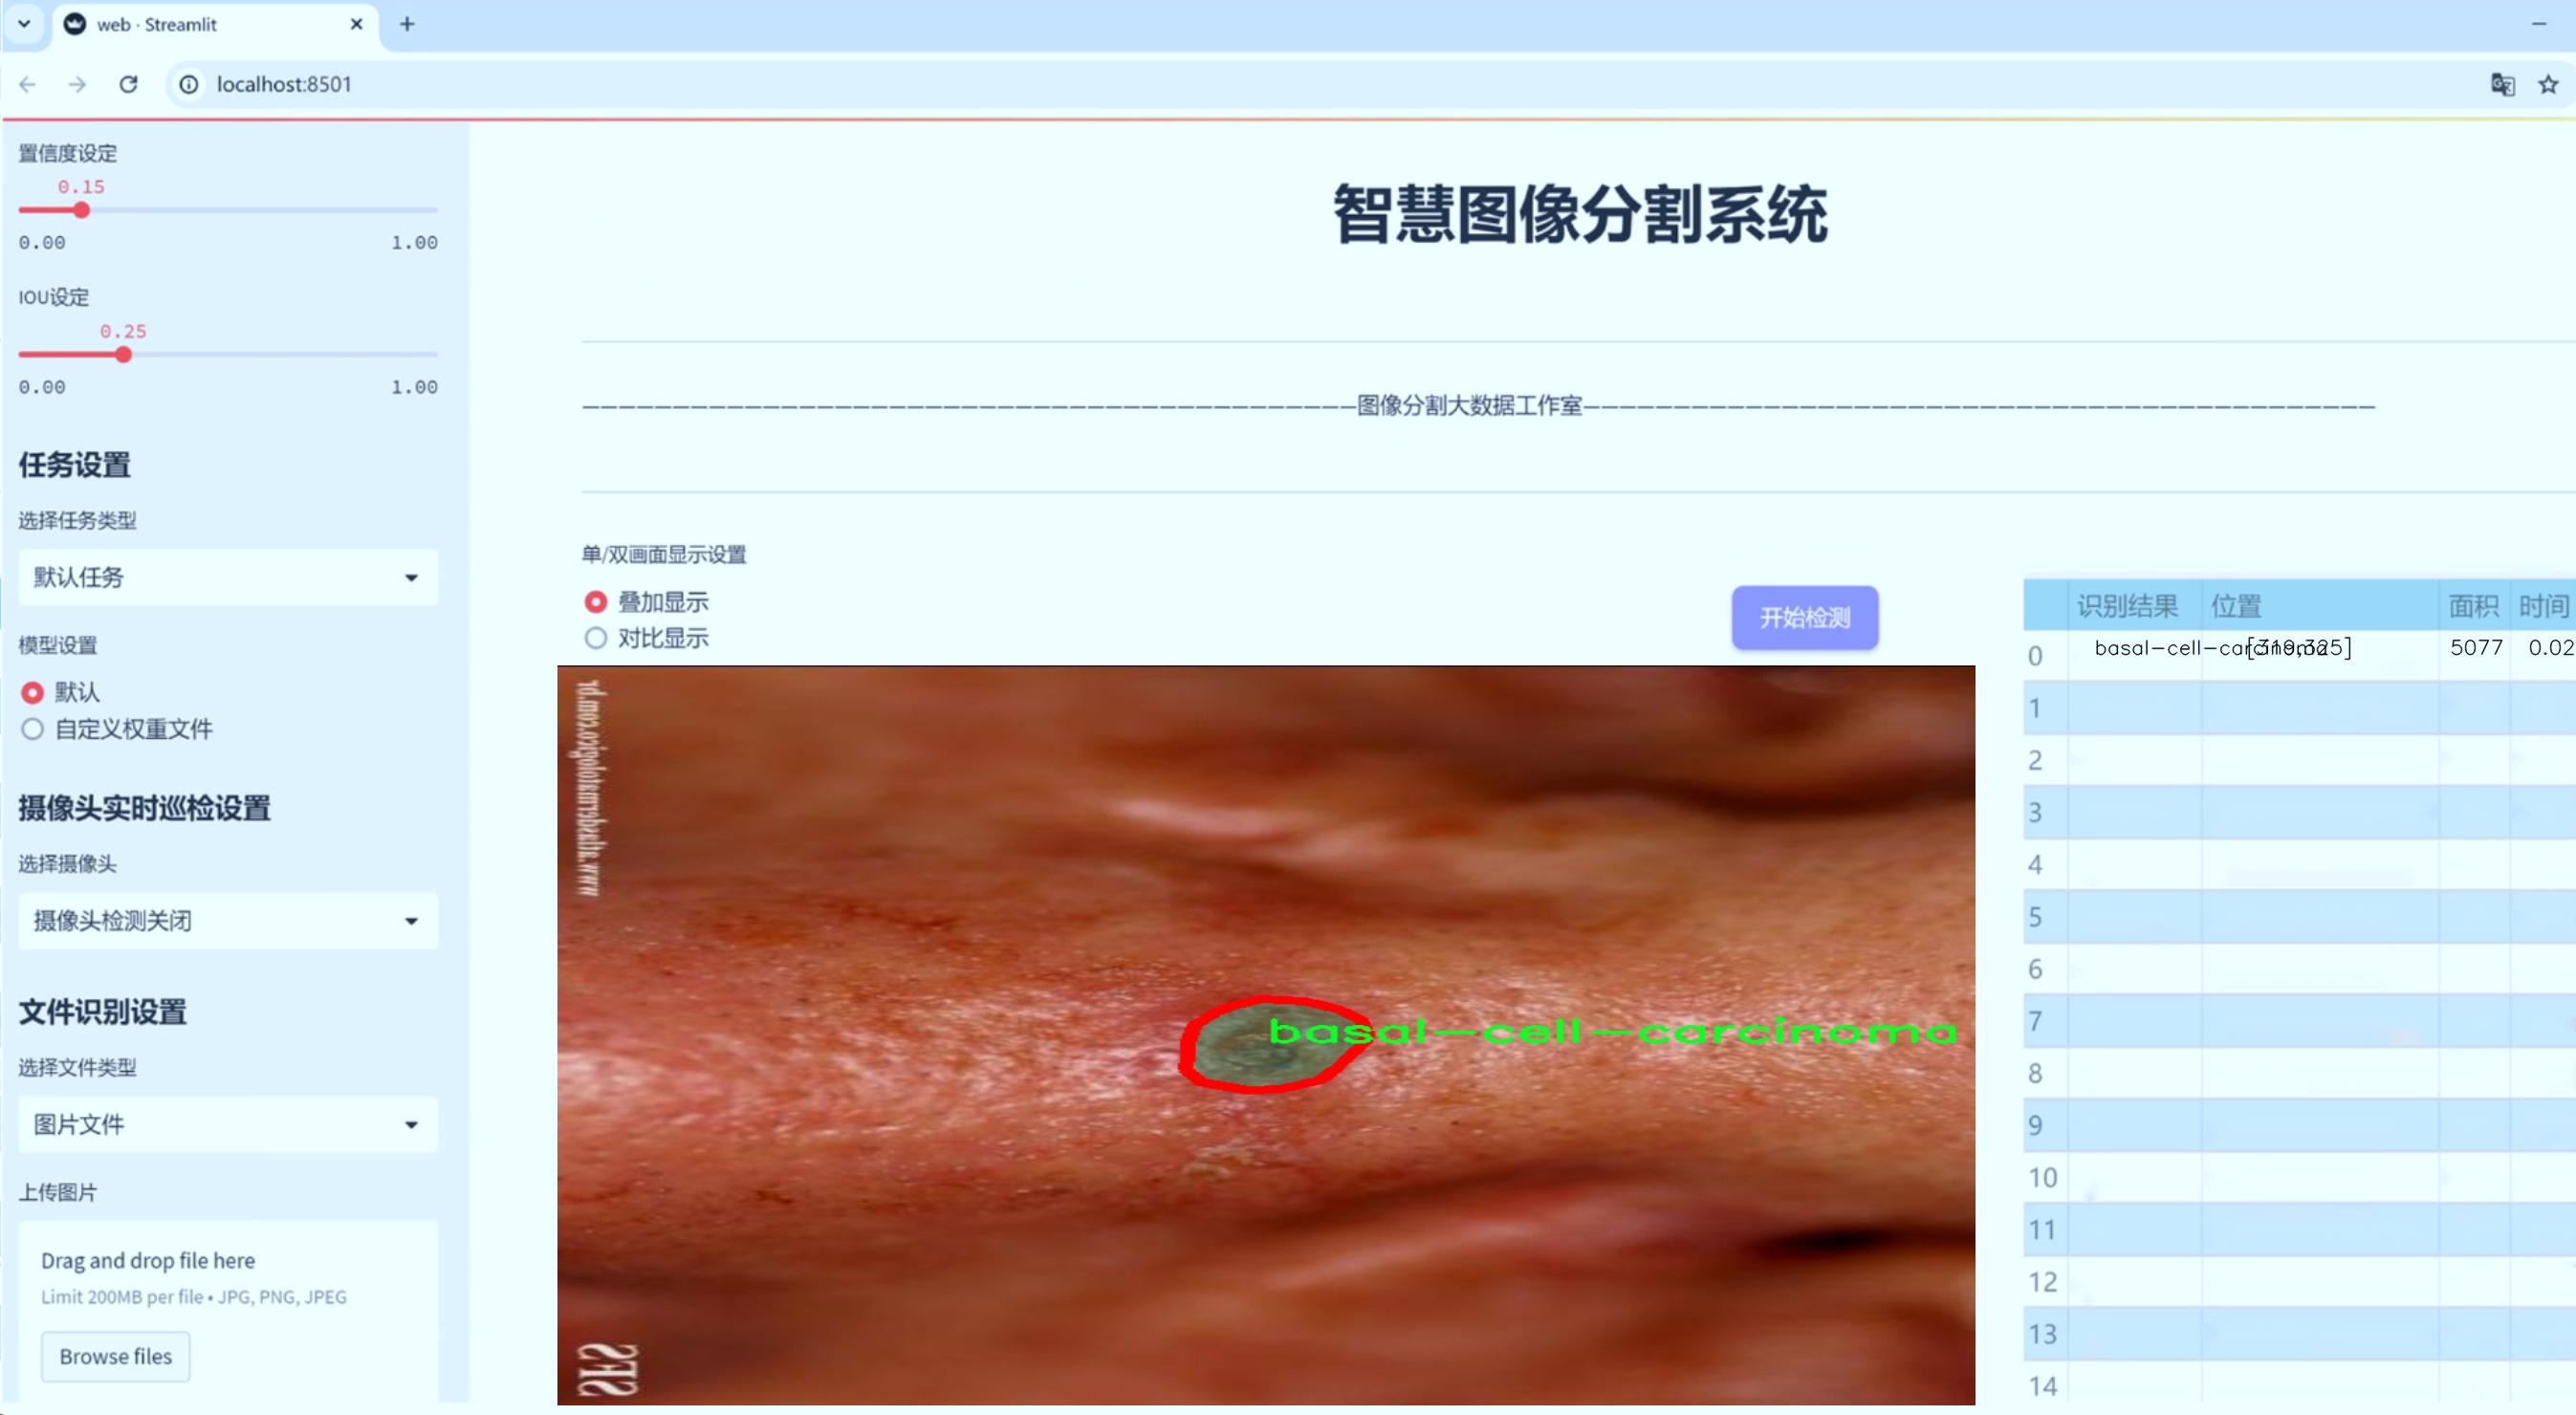 web · Streamlit
localhost:8501
置信度设定
0.15
0.00 1.00
IOU设定
0.25
0.00 1.00
任务设置
选择任务类型
默认任务
模型设置
默认
自定义权重文件
摄像头实时巡检设置
选择摄像头
摄像头检测关闭
文件识别设置
选择文件类型
图片文件
上传图片
Drag and drop file here
Limit 200MB per file • JPG, PNG, JPEG
Browse files
智慧图像分割系统
———————————————————————————————————————————图像分割大数据工作室————————————————————————————————————————————
单/双画面显示设置
叠加显示
对比显示
开始检测
www.atlasdermatologico.com.br
basal-cell-carcinoma
识别结果 位置 面积 时间
0 basal-cell-carcinoma [319,325] 5077 0.02
1
2
3
4
5
6
7
8
9
10
11
12
13
14